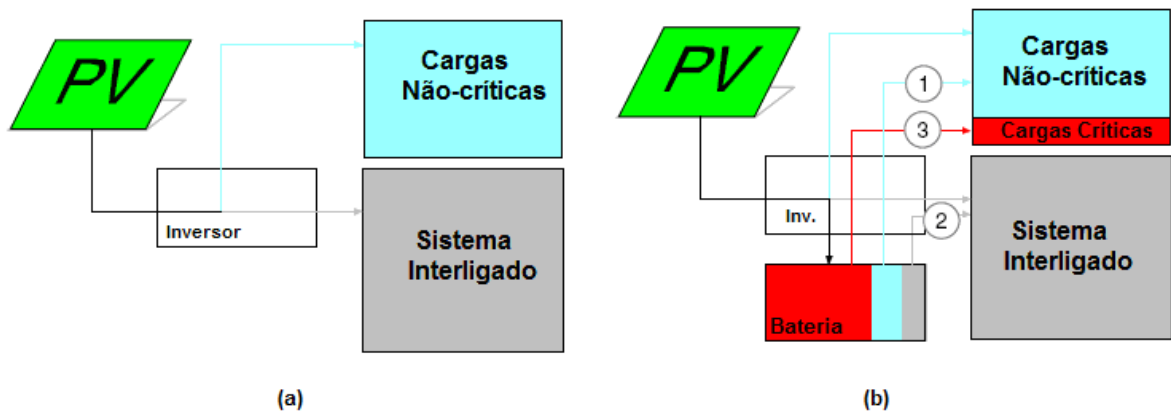 PV
Cargas
Não-críticas
Inversor
Sistema
Interligado
(a)
PV
Cargas
Não-críticas
1
3
Cargas Críticas
Inv.
2
Sistema
Interligado
Bateria
(b)